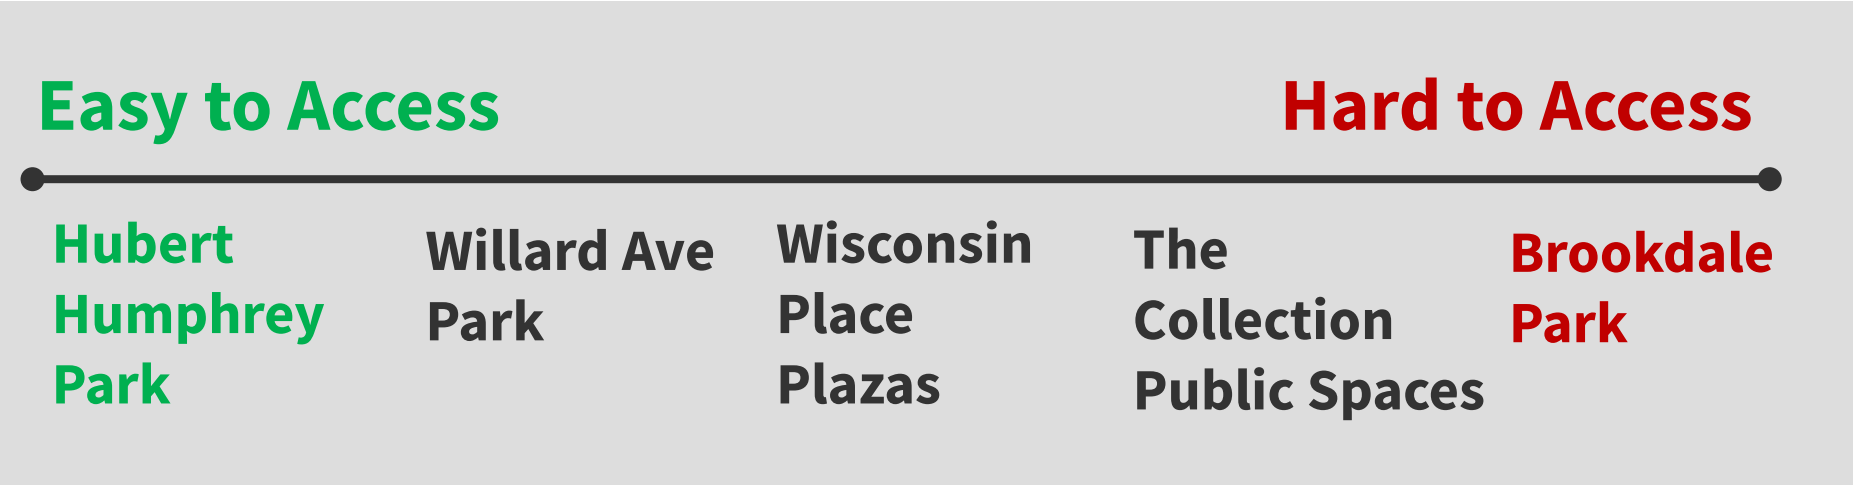 Easy to Access
Hard to Access
Hubert
Humphrey
Park
Willard Ave
Park
Wisconsin
Place
Plazas
The
Collection
Public Spaces
Brookdale
Park